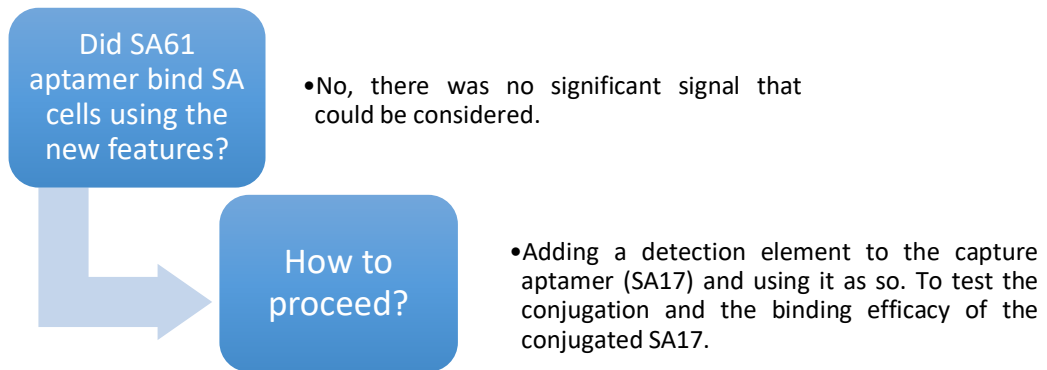 Did SA61
aptamer bind SA
cells using the
new features?
•No, there was no significant signal that
could be considered.
How to
proceed?
•Adding a detection element to the capture
aptamer (SA17) and using it as so. To test the
conjugation and the binding efficacy of the
conjugated SA17.